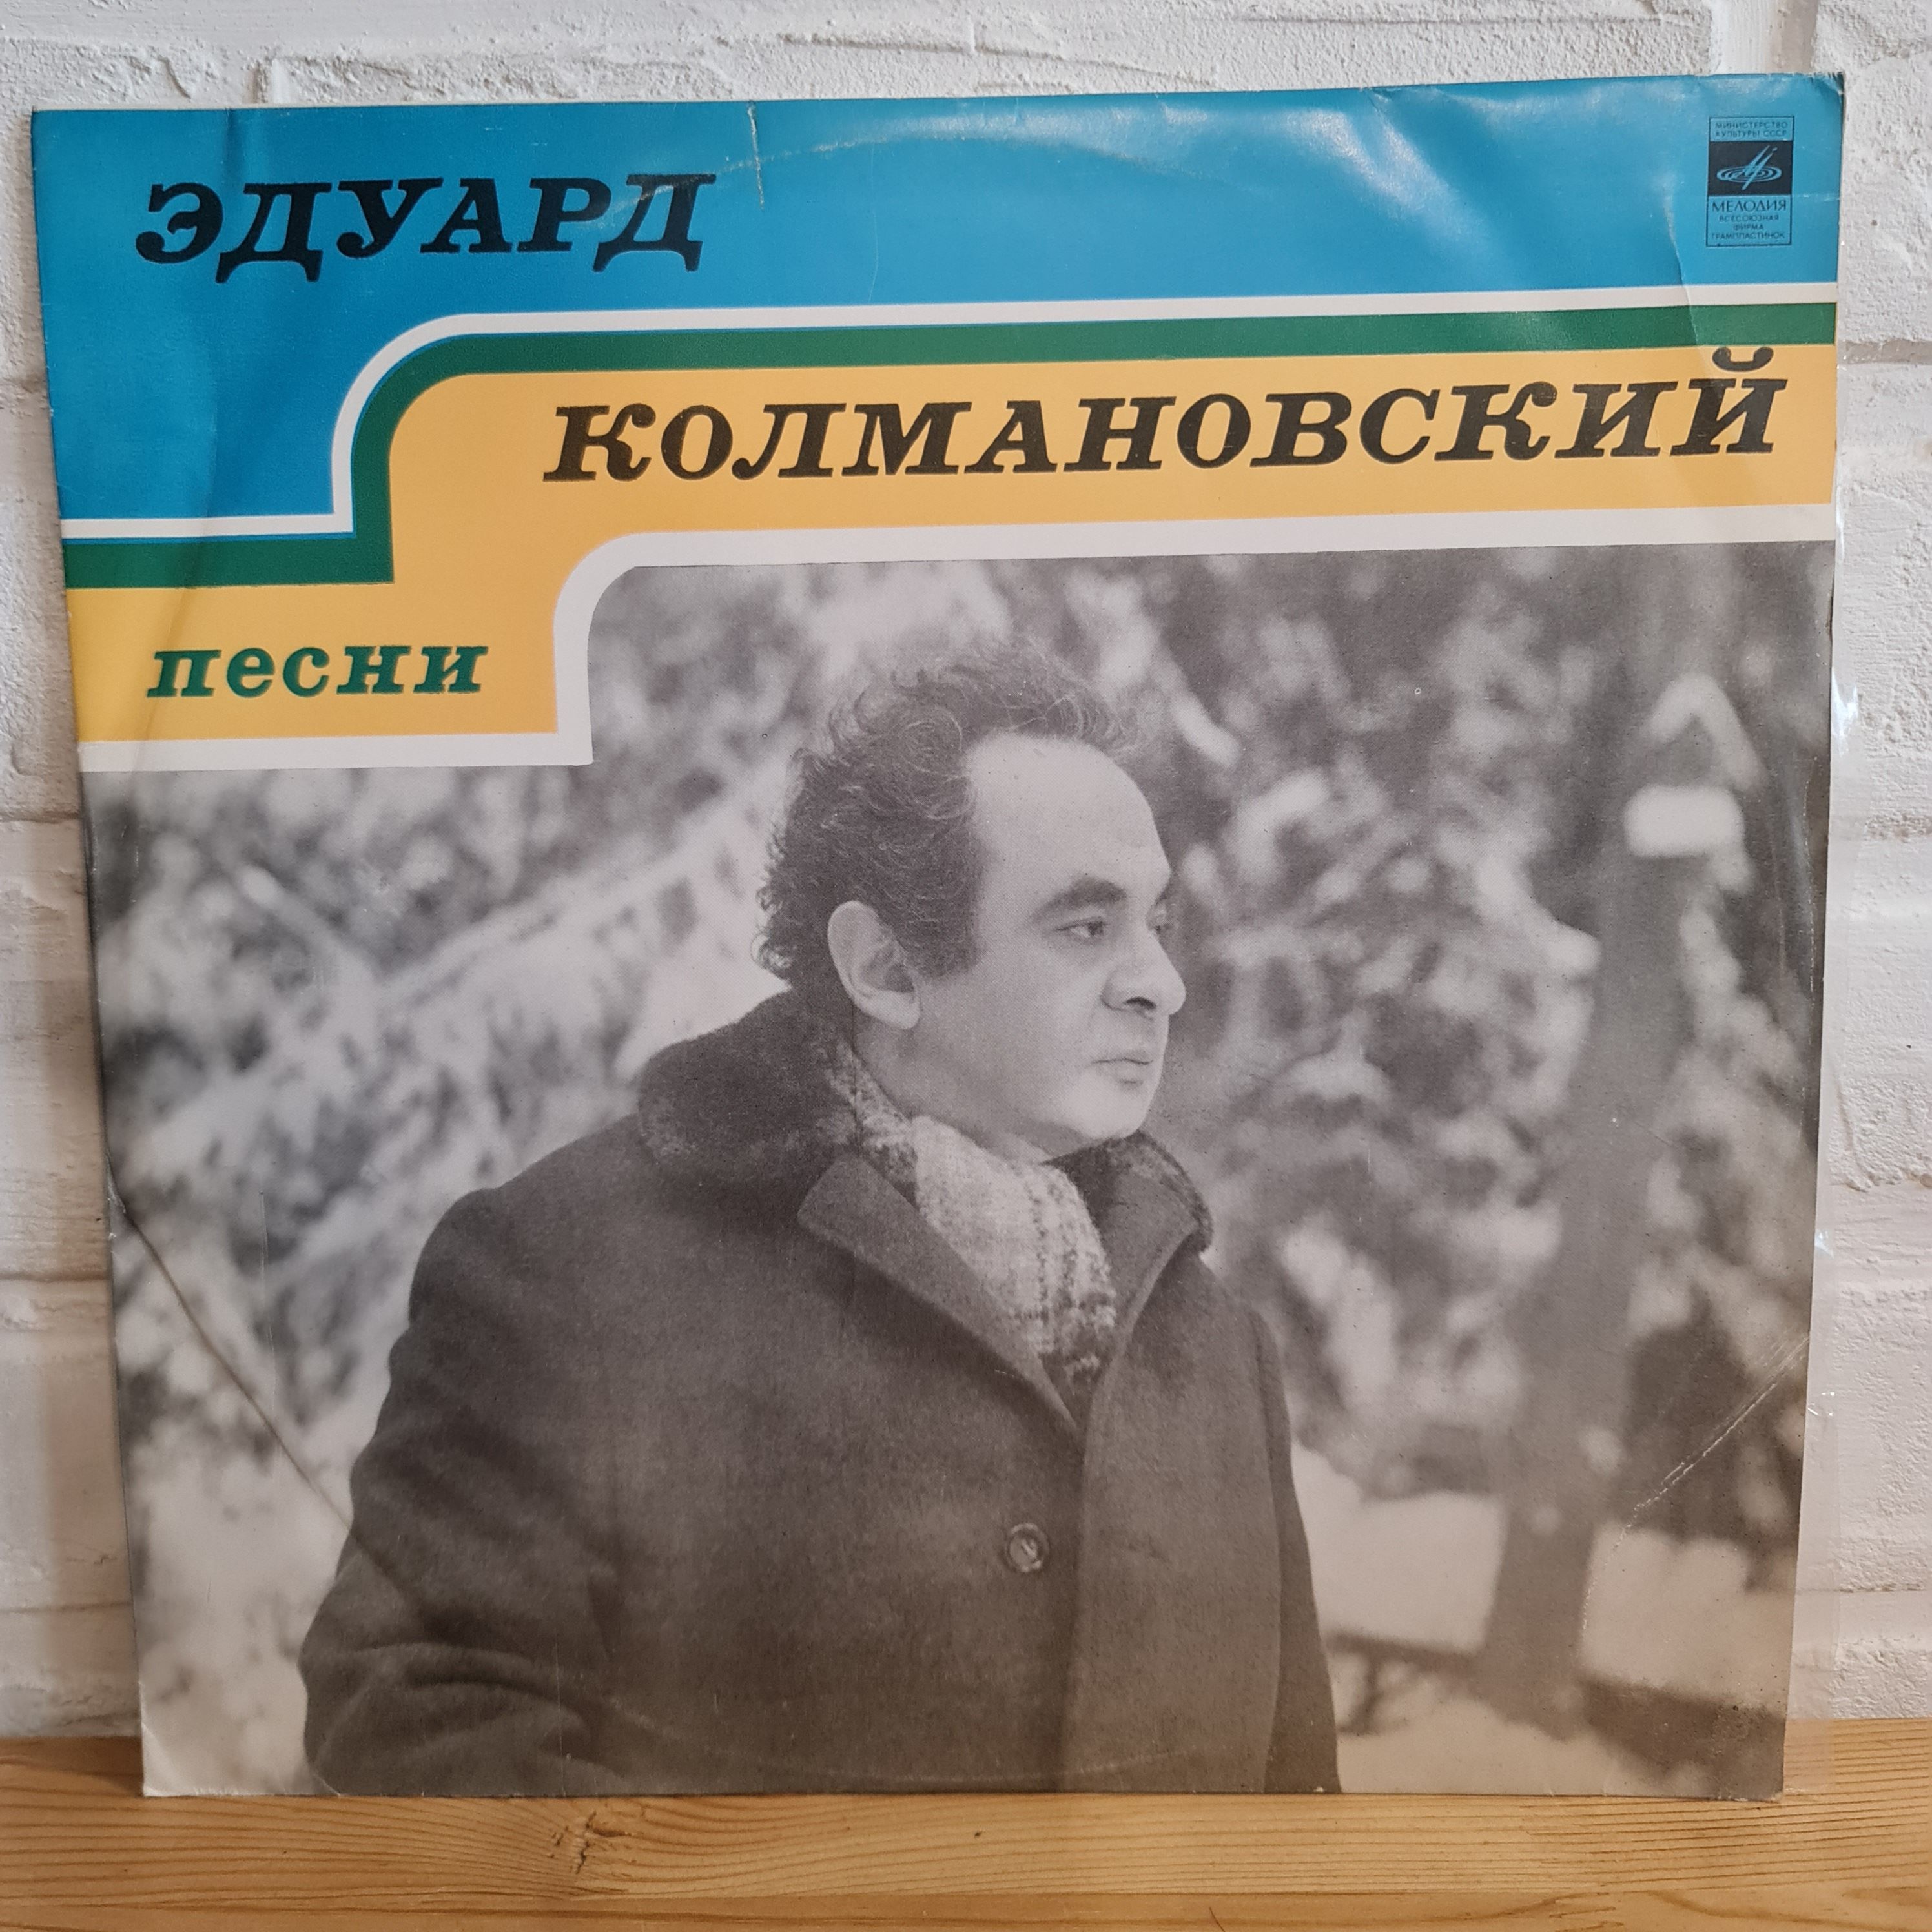 ЭДУАРД
МИНИСТЕРСТВО
КУЛЬТУРЫ СССР
МЕЛОДИЯ
ВСЕСОЮЗНАЯ
ФИРМА
ГРАМПЛАСТИНОК
КОЛМАНОВСКИЙ
песни